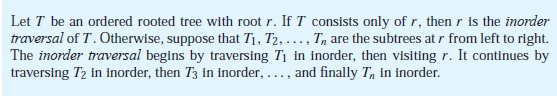 Let T be an ordered rooted tree with root r. If T consists only of r, then r is the inorder
traversal of T. Otherwise, suppose that T₁, T₂, . . . , Tₙ are the subtrees at r from left to right.
The inorder traversal begins by traversing T₁ in inorder, then visiting r. It continues by
traversing T₂ in inorder, then T₃ in inorder, . . . , and finally Tₙ in inorder.